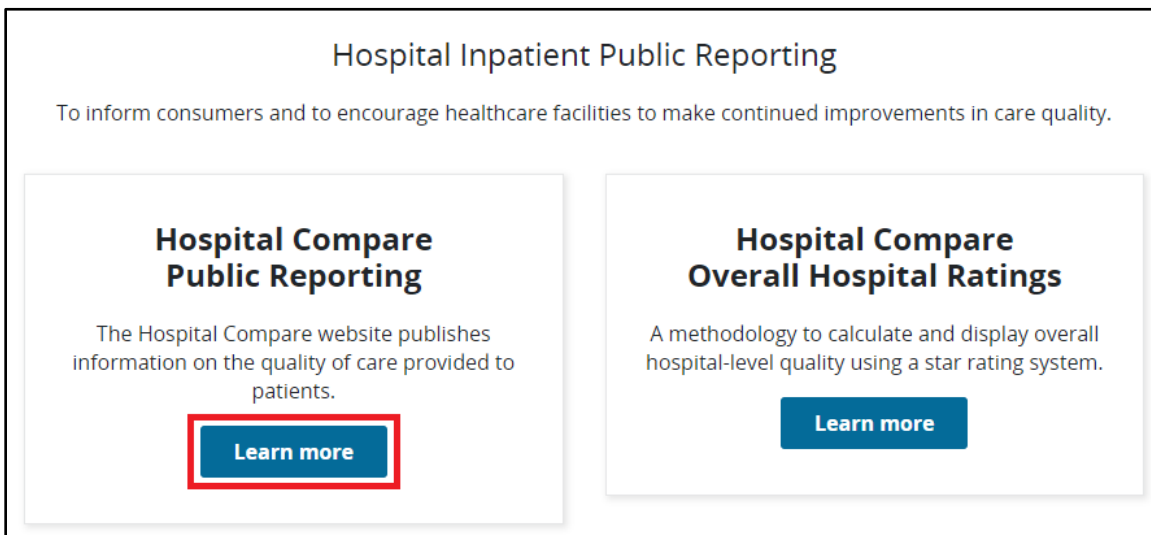 Hospital Inpatient Public Reporting
To inform consumers and to encourage healthcare facilities to make continued improvements in care quality.
Hospital Compare
Public Reporting
The Hospital Compare website publishes
information on the quality of care provided to
patients.
Learn more
Hospital Compare
Overall Hospital Ratings
A methodology to calculate and display overall
hospital-level quality using a star rating system.
Learn more